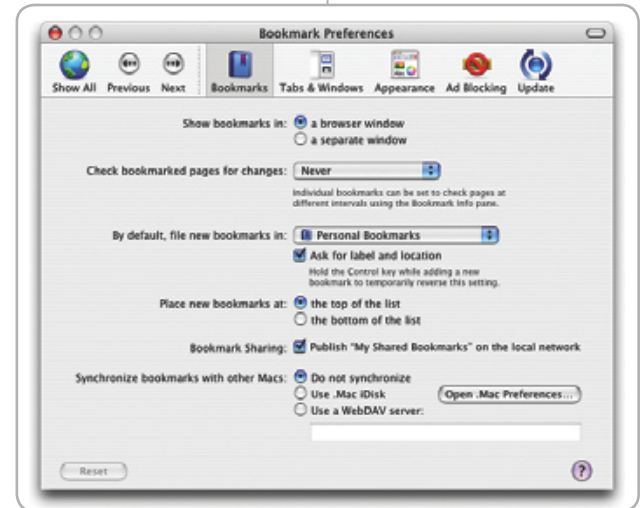 Bookmark Preferences
Show All Previous Next Bookmarks Tabs & Windows Appearance Ad Blocking Update
Show bookmarks in: a browser window
a separate window
Check bookmarked pages for changes: Never
Individual bookmarks can be set to check pages at
different intervals using the Bookmark Info pane.
By default, file new bookmarks in: Personal Bookmarks
Ask for label and location
Hold the Control key while adding a new
bookmark to temporarily reverse this setting.
Place new bookmarks at: the top of the list
the bottom of the list
Bookmark Sharing: Publish "My Shared Bookmarks" on the local network
Synchronize bookmarks with other Macs: Do not synchronize
Use .Mac iDisk Open .Mac Preferences...
Use a WebDAV server:
Reset ?